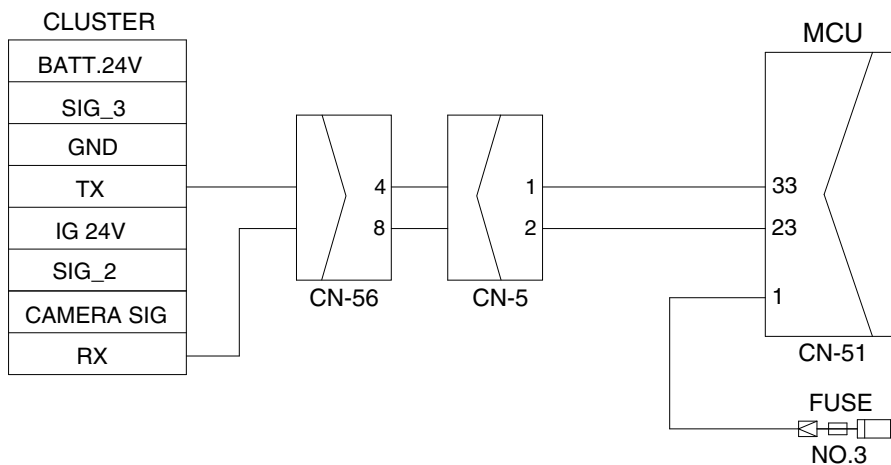 CLUSTER
BATT.24V
SIG_3
GND
TX
IG 24V
SIG_2
CAMERA SIG
RX
4
8
CN-56
1
2
CN-5
MCU
33
23
1
CN-51
FUSE
NO.3